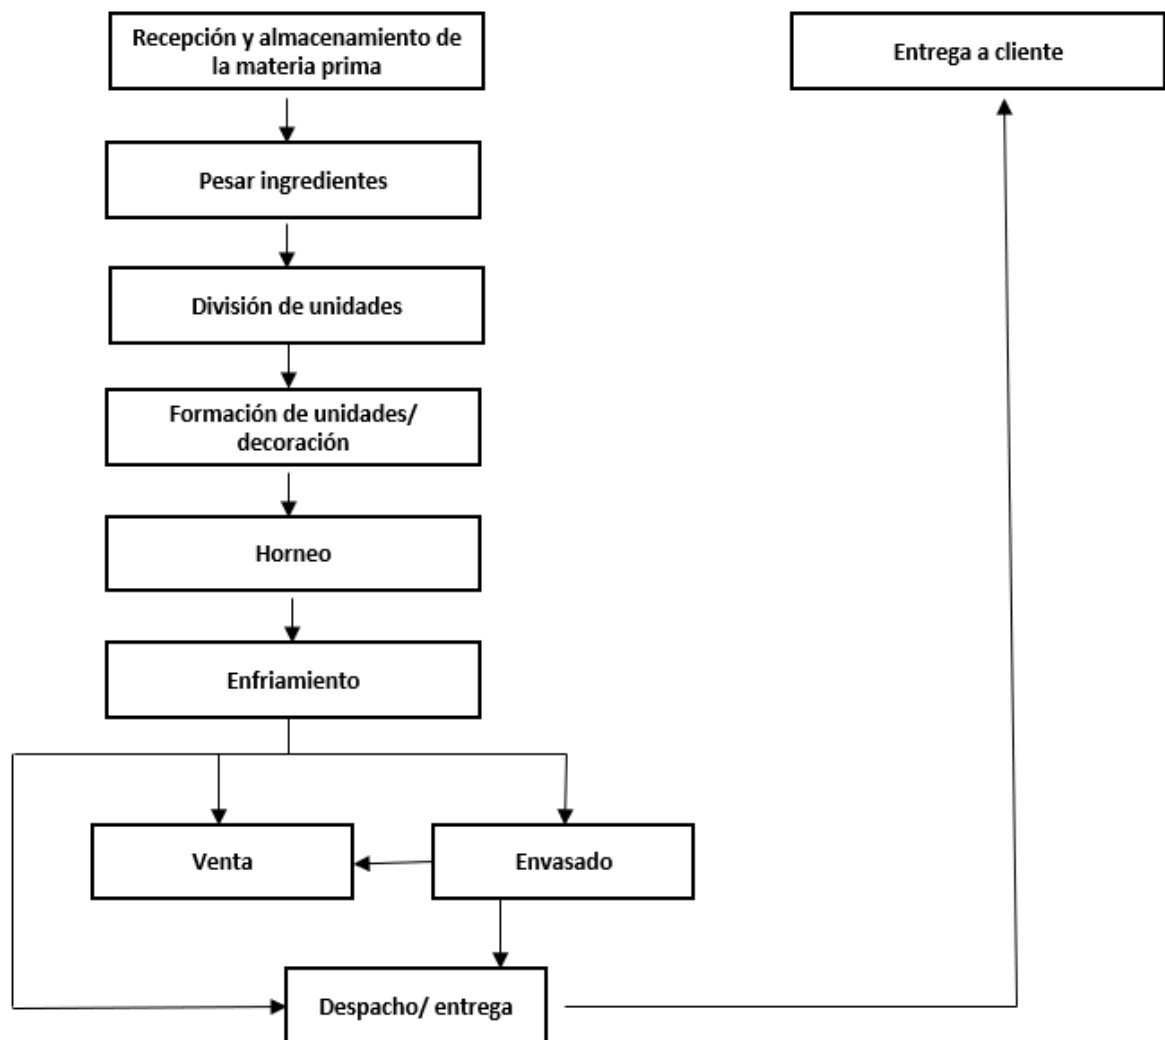 Recepción y almacenamiento de
la materia prima
Entrega a cliente
Pesar ingredientes
División de unidades
Formación de unidades/
decoración
Horneo
Enfriamiento
Venta
Envasado
Despacho/ entrega